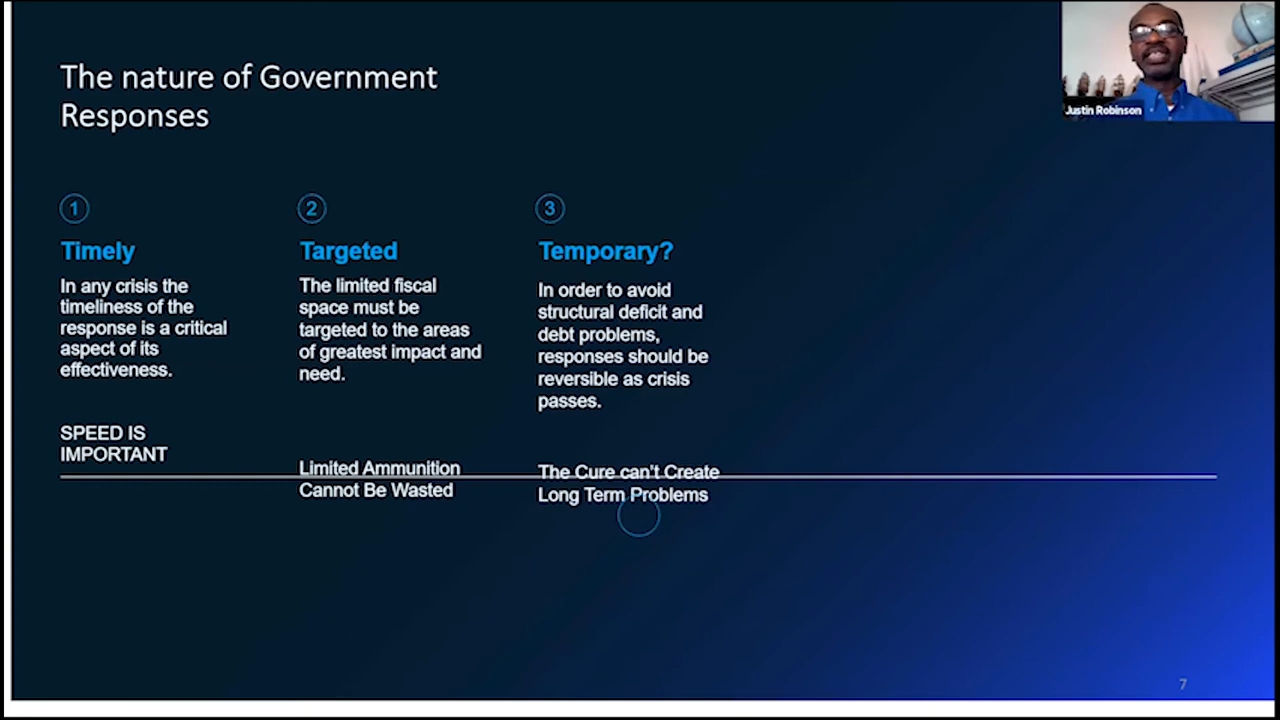 The nature of Government
Responses
Justin Robinson
1
Timely
In any crisis the
timeliness of the
response is a critical
aspect of its
effectiveness.
SPEED IS
IMPORTANT
2
Targeted
The limited fiscal
space must be
targeted to the areas
of greatest impact and
need.
Limited Ammunition
Cannot Be Wasted
3
Temporary?
In order to avoid
structural deficit and
debt problems,
responses should be
reversible as crisis
passes.
The Cure can't Create
Long Term Problems
7